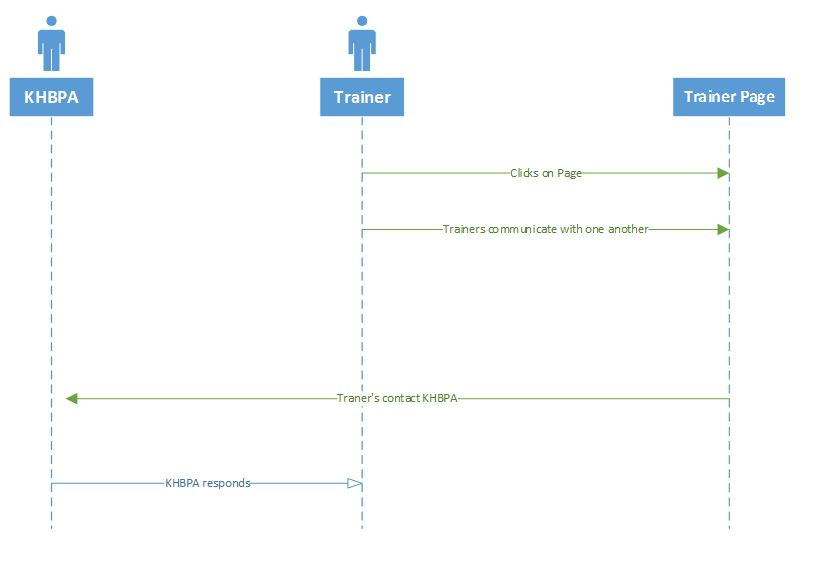 KHBPA
Trainer
Trainer Page
Clicks on Page
Trainers communicate with one another
Traner's contact KHBPA
KHBPA responds